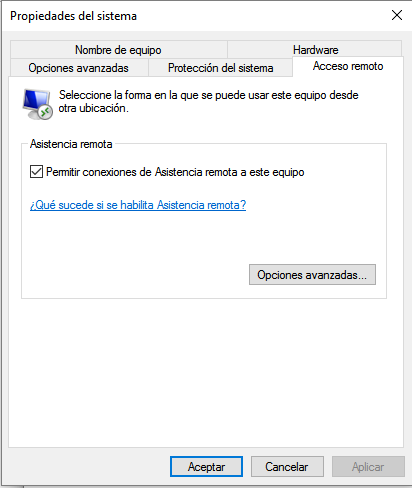 Propiedades del sistema
Nombre de equipo
Hardware
Opciones avanzadas
Protección del sistema
Acceso remoto
Seleccione la forma en la que se puede usar este equipo desde
otra ubicación.
Asistencia remota
Permitir conexiones de Asistencia remota a este equipo
¿Qué sucede si se habilita Asistencia remota?
Opciones avanzadas...
Aceptar
Cancelar
Aplicar